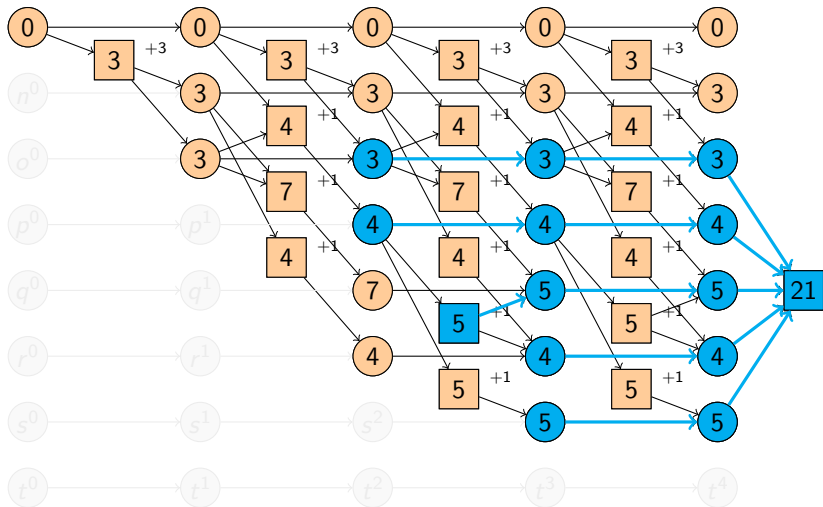 0 0 0 0 0
3 +3 3 +3 3 +3 3 +3
n⁰ 3 3 3 3
4 +1 4 +1 4 +1
o⁰ 3 3 3 3
7 +1 7 +1 7 +1
p⁰ p¹ 4 4 4
4 +1 4 +1 4 +1
q⁰ q¹ 7 5 5 21
5 +1 5 +1
r⁰ r¹ 4 4 4
5 +1 5 +1
s⁰ s¹ s² 5 5
t⁰ t¹ t² t³ t⁴